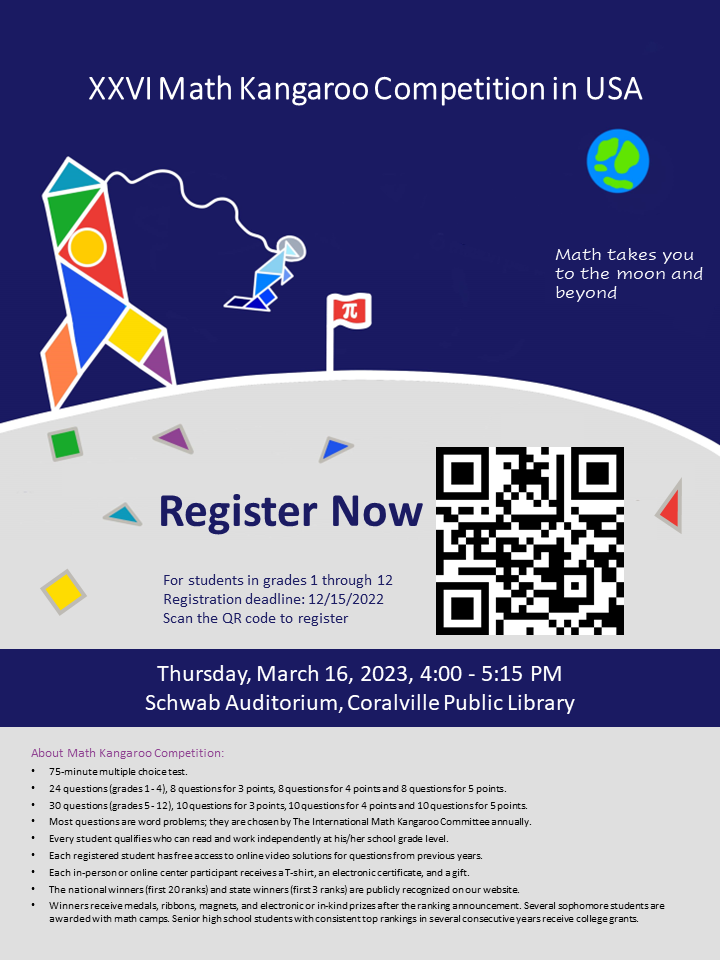 XXVI Math Kangaroo Competition in USA
Math takes you
to the moon and
beyond
π
Register Now
For students in grades 1 through 12
Registration deadline: 12/15/2022
Scan the QR code to register
Thursday, March 16, 2023, 4:00 - 5:15 PM
Schwab Auditorium, Coralville Public Library
About Math Kangaroo Competition:
• 75-minute multiple choice test.
• 24 questions (grades 1 - 4), 8 questions for 3 points, 8 questions for 4 points and 8 questions for 5 points.
• 30 questions (grades 5 - 12), 10 questions for 3 points, 10 questions for 4 points and 10 questions for 5 points.
• Most questions are word problems; they are chosen by The International Math Kangaroo Committee annually.
• Every student qualifies who can read and work independently at his/her school grade level.
• Each registered student has free access to online video solutions for questions from previous years.
• Each in-person or online center participant receives a T-shirt, an electronic certificate, and a gift.
• The national winners (first 20 ranks) and state winners (first 3 ranks) are publicly recognized on our website.
• Winners receive medals, ribbons, magnets, and electronic or in-kind prizes after the ranking announcement. Several sophomore students are
awarded with math camps. Senior high school students with consistent top rankings in several consecutive years receive college grants.